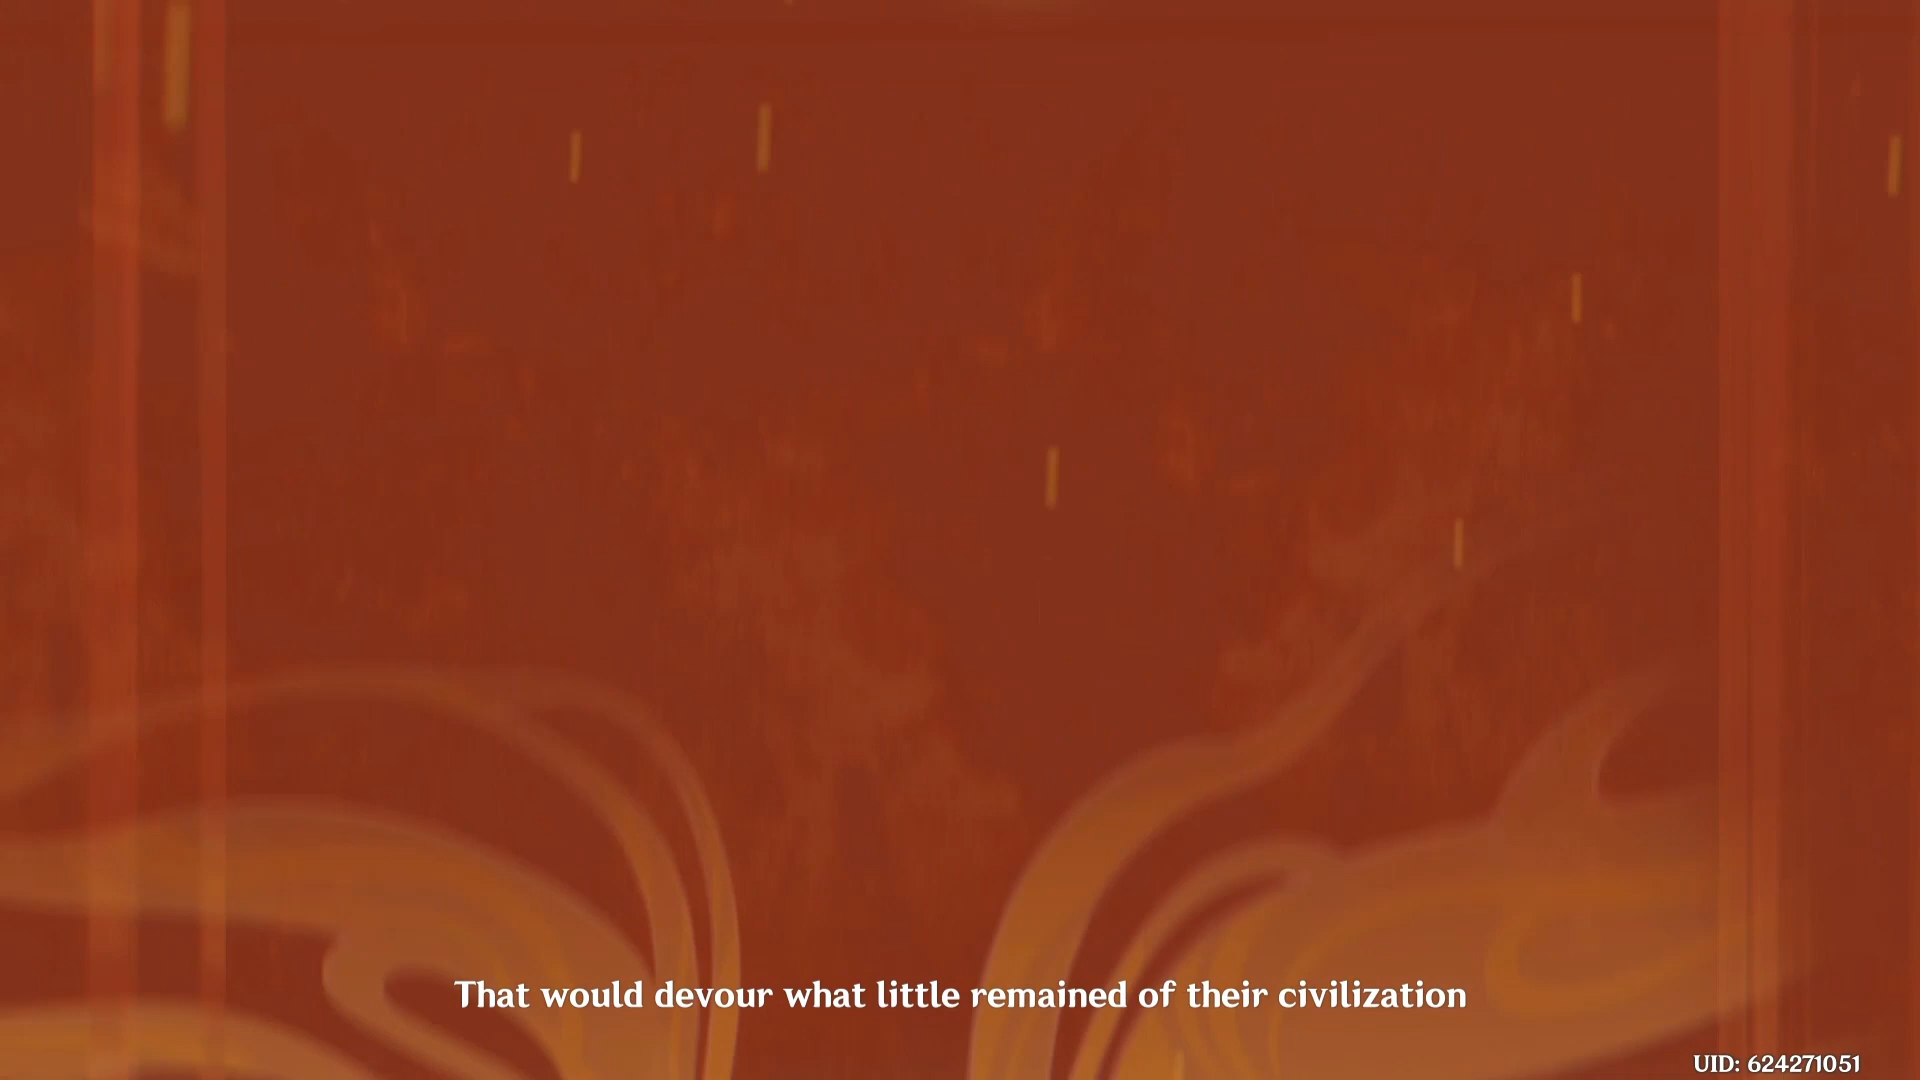 That would devour what little remained of their civilization
UID: 624271051